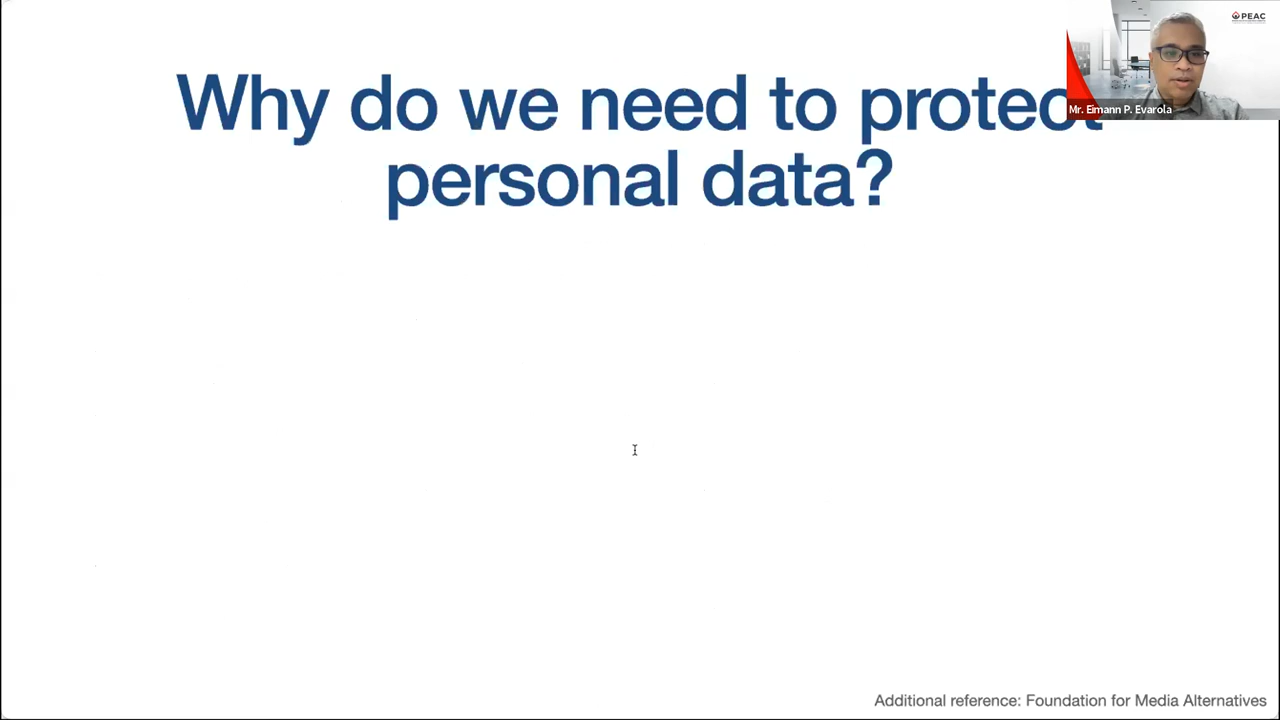 Why do we need to protect
personal data?
PEAC
Mr. Eimann P. Evarola
Additional reference: Foundation for Media Alternatives